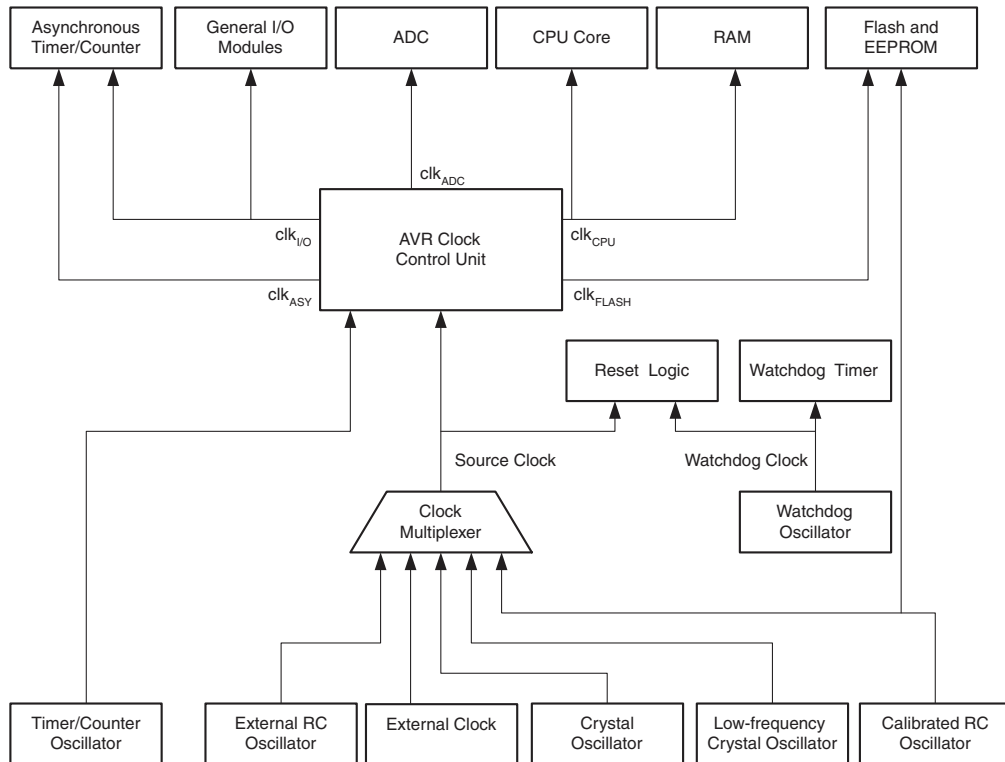 Asynchronous
Timer/Counter
General I/O
Modules
ADC
CPU Core
RAM
Flash and
EEPROM
clkADC
clkI/O
AVR Clock
Control Unit
clkCPU
clkASY
clkFLASH
Reset Logic
Watchdog Timer
Source Clock
Watchdog Clock
Clock
Multiplexer
Watchdog
Oscillator
Timer/Counter
Oscillator
External RC
Oscillator
External Clock
Crystal
Oscillator
Low-frequency
Crystal Oscillator
Calibrated RC
Oscillator